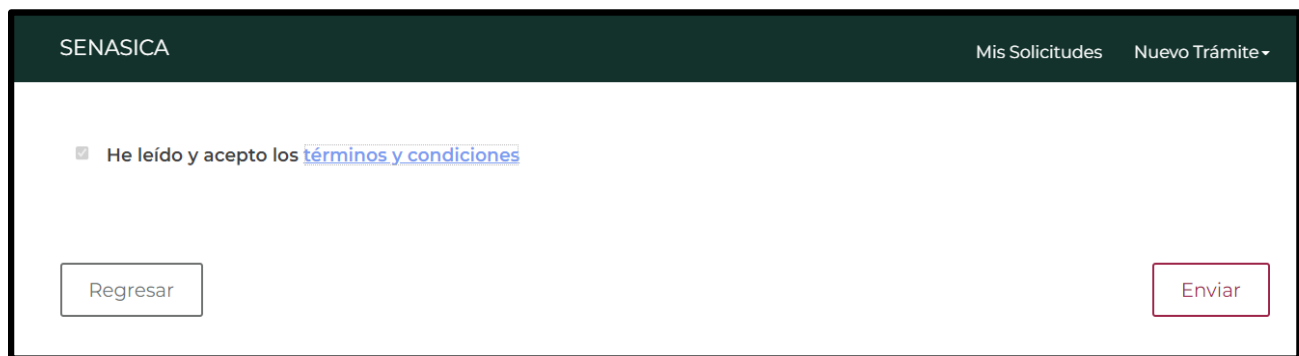 SENASICA
Mis Solicitudes
Nuevo Trámite
He leído y acepto los términos y condiciones
Regresar
Enviar